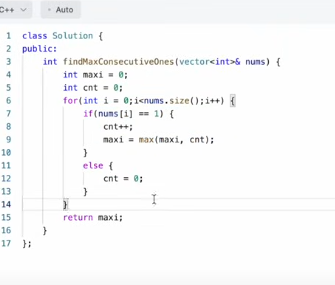 C++
Auto
1 class Solution {
2 public:
3     int findMaxConsecutiveOnes(vector<int>& nums) {
4         int maxi = 0;
5         int cnt = 0;
6         for(int i = 0;i<nums.size();i++) {
7             if(nums[i] == 1) {
8                 cnt++;
9                 maxi = max(maxi, cnt);
10             }
11             else {
12                 cnt = 0;
13             }
14         }
15         return maxi;
16     }
17 };